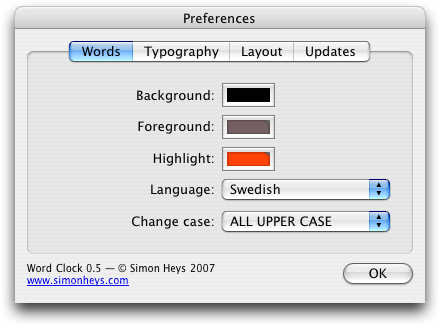 Preferences
Words Typography Layout Updates
Background:
Foreground:
Highlight:
Language: Swedish
Change case: ALL UPPER CASE
Word Clock 0.5 — © Simon Heys 2007
www.simonheys.com
OK